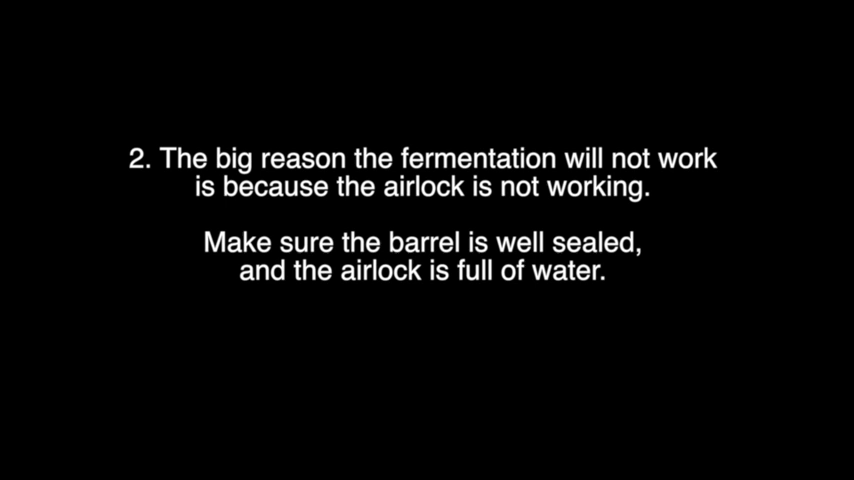 2. The big reason the fermentation will not work
is because the airlock is not working.
Make sure the barrel is well sealed,
and the airlock is full of water.